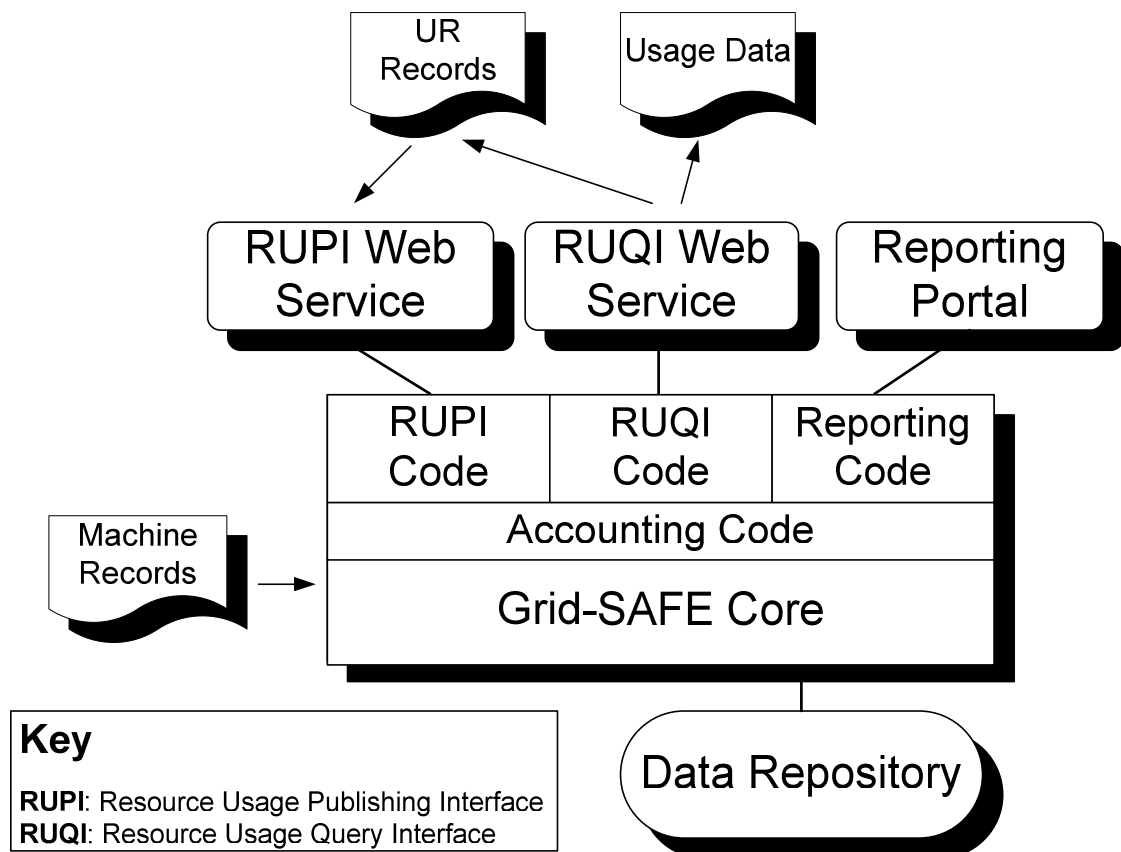 UR
Records
Usage Data
RUPI Web
Service
RUQI Web
Service
Reporting
Portal
RUPI
Code
RUQI
Code
Reporting
Code
Accounting Code
Machine
Records
Grid-SAFE Core
Data Repository
Key
RUPI: Resource Usage Publishing Interface
RUQI: Resource Usage Query Interface